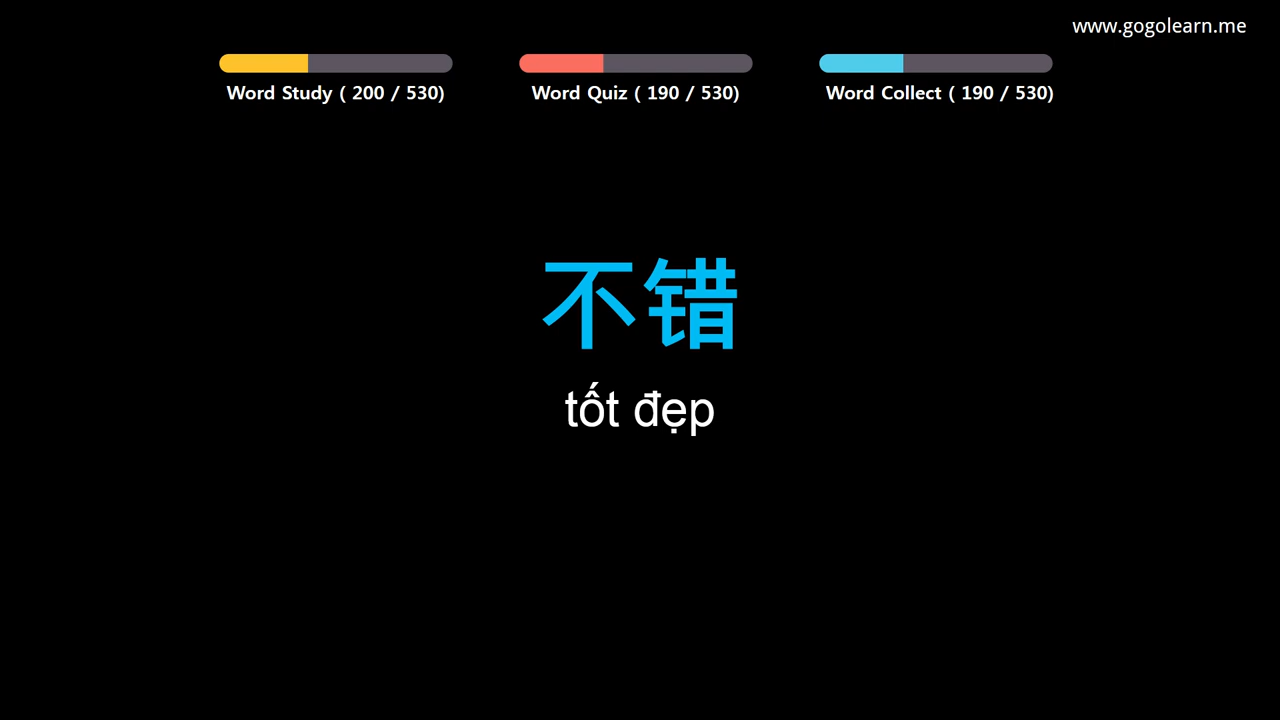 www.gogolearn.me
Word Study ( 200 / 530)
Word Quiz ( 190 / 530)
Word Collect ( 190 / 530)
不错
tốt đẹp